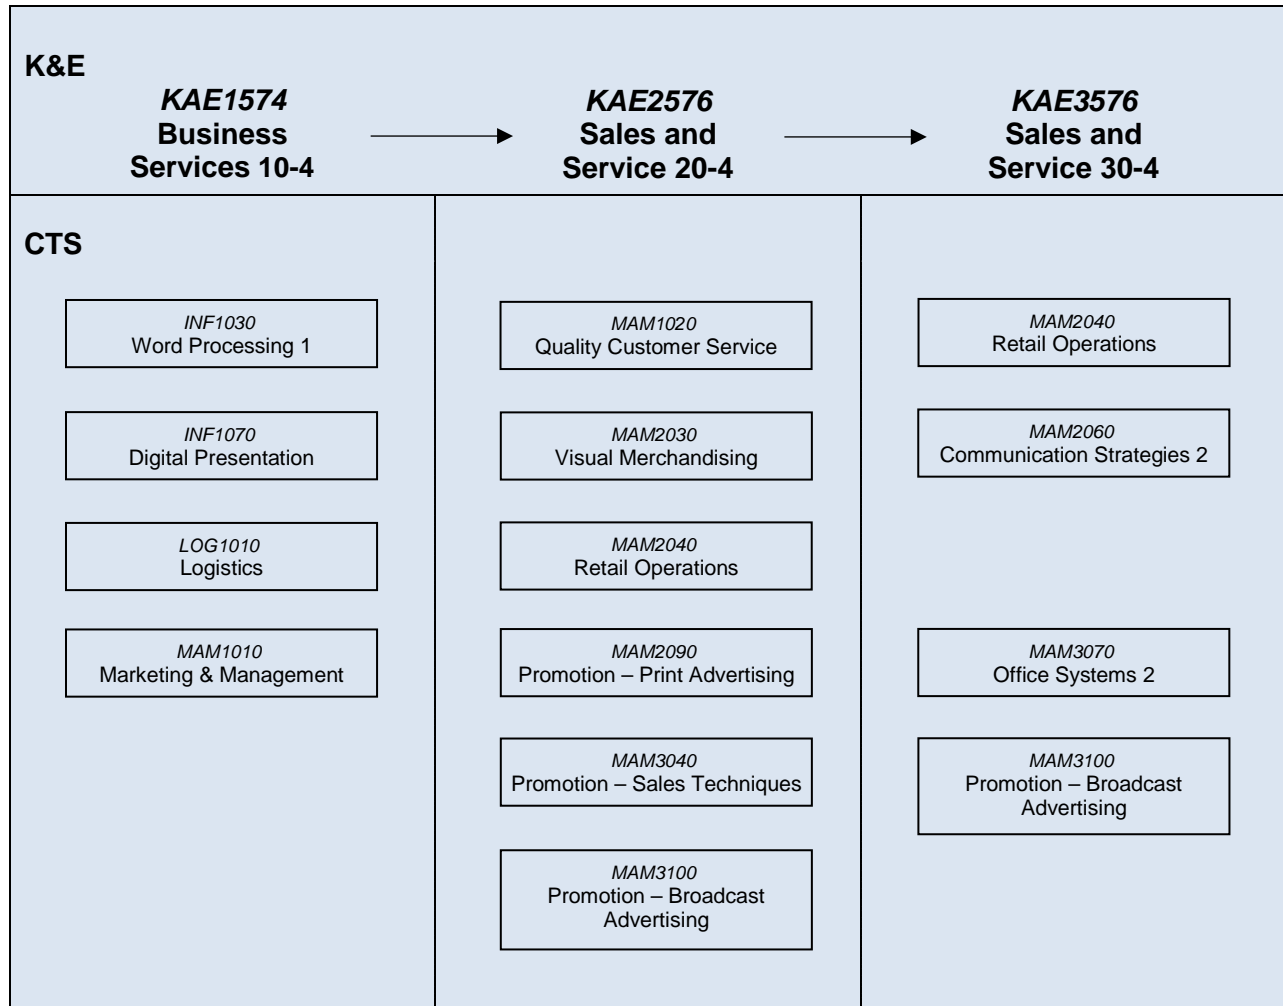 K&E
KAE1574
Business
Services 10-4
KAE2576
Sales and
Service 20-4
KAE3576
Sales and
Service 30-4
CTS
INF1030
Word Processing 1
INF1070
Digital Presentation
LOG1010
Logistics
MAM1010
Marketing & Management
MAM1020
Quality Customer Service
MAM2030
Visual Merchandising
MAM2040
Retail Operations
MAM2090
Promotion – Print Advertising
MAM3040
Promotion – Sales Techniques
MAM3100
Promotion – Broadcast
Advertising
MAM2040
Retail Operations
MAM2060
Communication Strategies 2
MAM3070
Office Systems 2
MAM3100
Promotion – Broadcast
Advertising